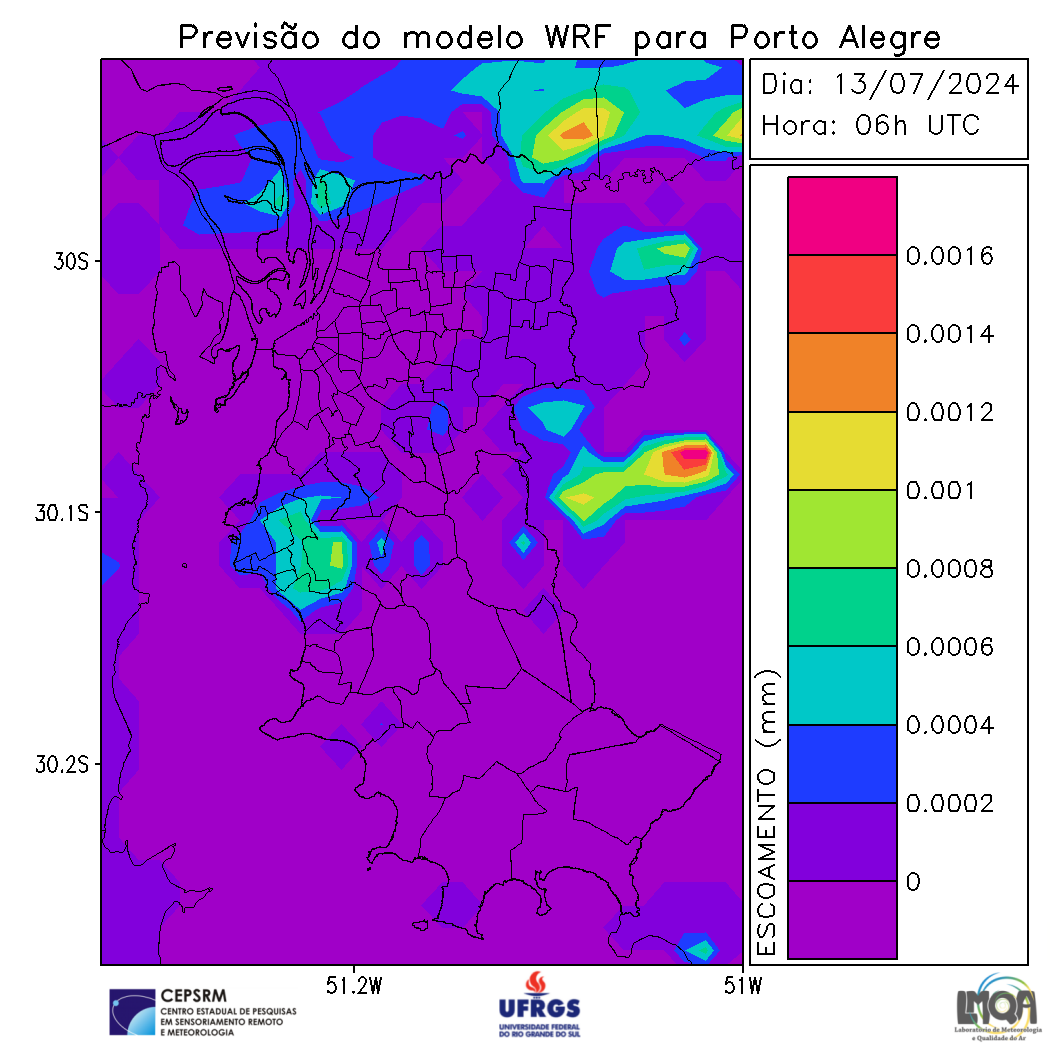 Previsão do modelo WRF para Porto Alegre
Dia: 13/07/2024
Hora: 06h UTC
30S
30.1S
30.2S
51.2W
51W
ESCOAMENTO (mm)
0.0016
0.0014
0.0012
0.001
0.0008
0.0006
0.0004
0.0002
0
CEPSRM
CENTRO ESTADUAL DE PESQUISAS
EM SENSORIAMENTO REMOTO
E METEOROLOGIA
UFRGS
UNIVERSIDADE FEDERAL
DO RIO GRANDE DO SUL
LMQA
Laboratório de Meteorologia
e Qualidade do Ar